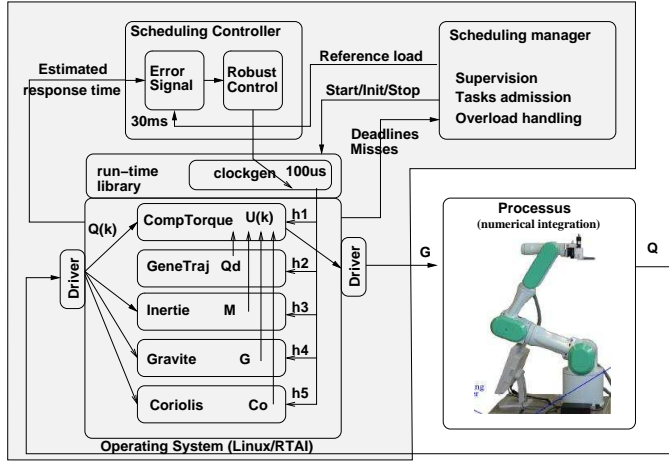 Scheduling Controller
Scheduling manager
Error
Signal
Robust
Control
30ms
Estimated
response time
Reference load
Start/Init/Stop
Supervision
Tasks admission
Overload handling
Deadlines
Misses
run-time
library
clockgen 100us
Q(k)
CompTorque U(k)
h1
GeneTraj Qd
h2
Inertie M
h3
Gravite G
h4
Coriolis Co
h5
Driver
Driver
G
Q
Processus
(numerical integration)
ng
Operating System (Linux/RTAI)